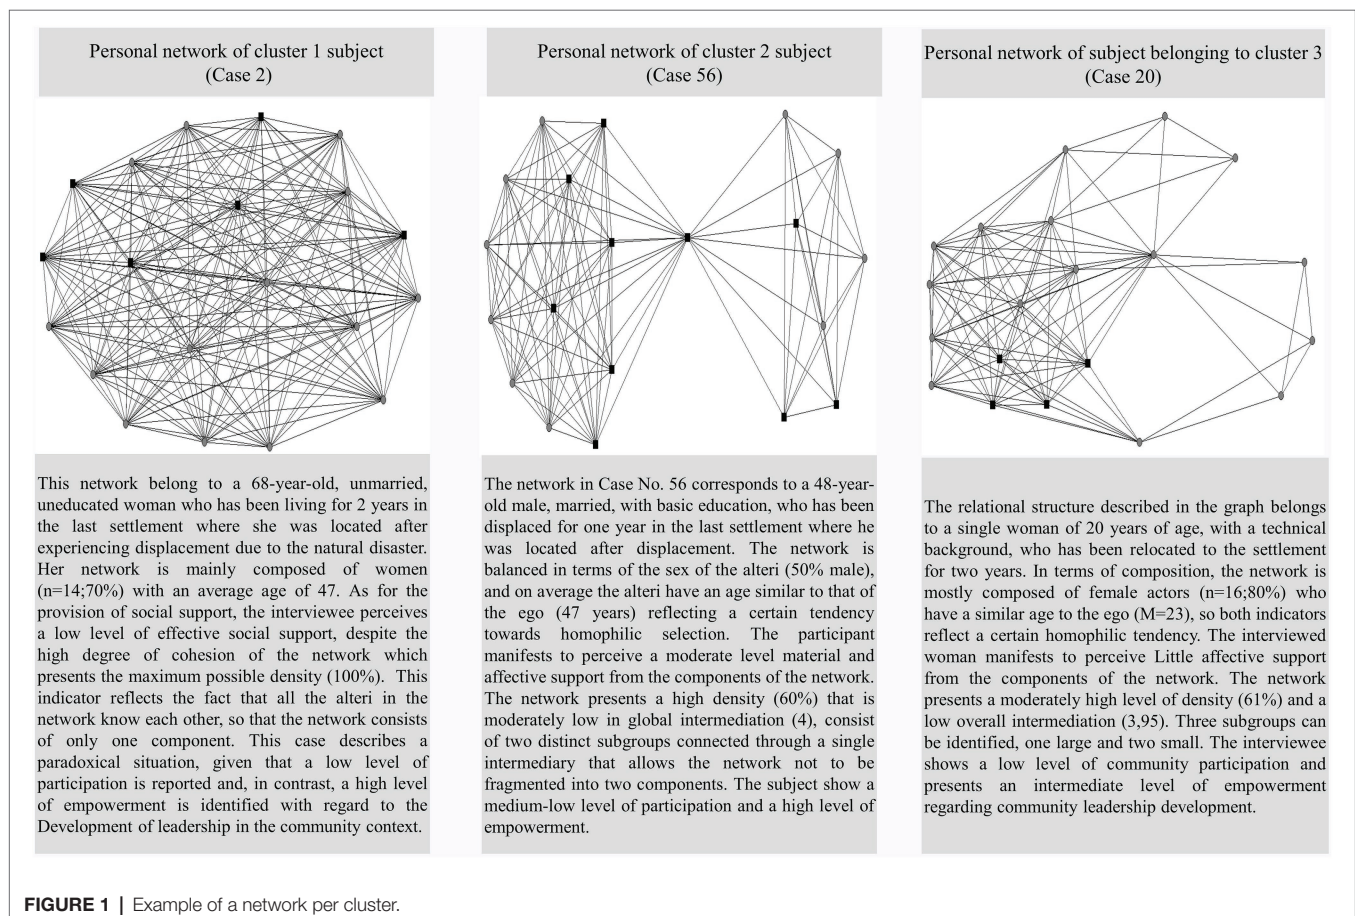 Personal network of cluster 1 subject
(Case 2)
Personal network of cluster 2 subject
(Case 56)
Personal network of subject belonging to cluster 3
(Case 20)
This network belong to a 68-year-old, unmarried,
uneducated woman who has been living for 2 years in
the last settlement where she was located after
experiencing displacement due to the natural disaster.
Her network is mainly composed of women
(n=14;70%) with an average age of 47. As for the
provision of social support, the interviewee perceives
a low level of effective social support, despite the
high degree of cohesion of the network which
presents the maximum possible density (100%). This
indicator reflects the fact that all the alteri in the
network know each other, so that the network consists
of only one component. This case describes a
paradoxical situation, given that a low level of
participation is reported and, in contrast, a high level
of empowerment is identified with regard to the
Development of leadership in the community context.
The network in Case No. 56 corresponds to a 48-year-
old male, married, with basic education, who has been
displaced for one year in the last settlement where he
was located after displacement. The network is
balanced in terms of the sex of the alteri (50% male),
and on average the alteri have an age similar to that of
the ego (47 years) reflecting a certain tendency
towards homophilic selection. The participant
manifests to perceive a moderate level material and
affective support from the components of the network.
The network presents a high density (60%) that is
moderately low in global intermediation (4), consist
of two distinct subgroups connected through a single
intermediary that allows the network not to be
fragmented into two components. The subject show a
medium-low level of participation and a high level of
empowerment.
The relational structure described in the graph belongs
to a single woman of 20 years of age, with a technical
background, who has been relocated to the settlement
for two years. In terms of composition, the network is
mostly composed of female actors (n=16;80%) who
have a similar age to the ego (M=23), so both indicators
reflect a certain homophilic tendency. The interviewed
woman manifests to perceive Little affective support
from the components of the network. The network
presents a moderately high level of density (61%) and a
low overall intermediation (3,95). Three subgroups can
be identified, one large and two small. The interviewee
shows a low level of community participation and
presents an intermediate level of empowerment
regarding community leadership development.
FIGURE 1 | Example of a network per cluster.